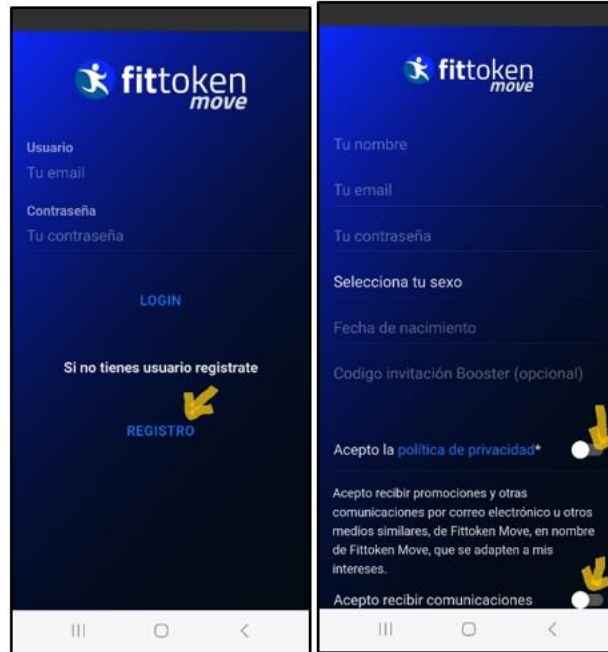 fittoken
move
Usuario
Tu email
Contraseña
Tu contraseña
LOGIN
Si no tienes usuario registrate
REGISTRO
fittoken
move
Tu nombre
Tu email
Tu contraseña
Selecciona tu sexo
Fecha de nacimiento
Codigo invitación Booster (opcional)
Acepto la política de privacidad*
Acepto recibir promociones y otras
comunicaciones por correo electrónico u otros
medios similares, de Fittoken Move, en nombre
de Fittoken Move, que se adapten a mis
intereses.
Acepto recibir comunicaciones